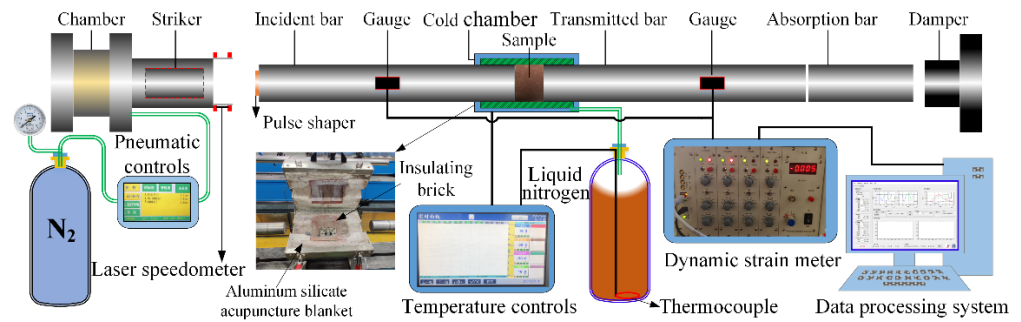 Chamber
Striker
Incident bar
Gauge
Cold chamber
Transmitted bar
Gauge
Absorption bar
Damper
Sample
Pulse shaper
Pneumatic
controls
Insulating
brick
Liquid
nitrogen
N2
-0.005
Laser speedometer
Aluminum silicate
acupuncture blanket
Temperature controls
Thermocouple
Dynamic strain meter
Data processing system